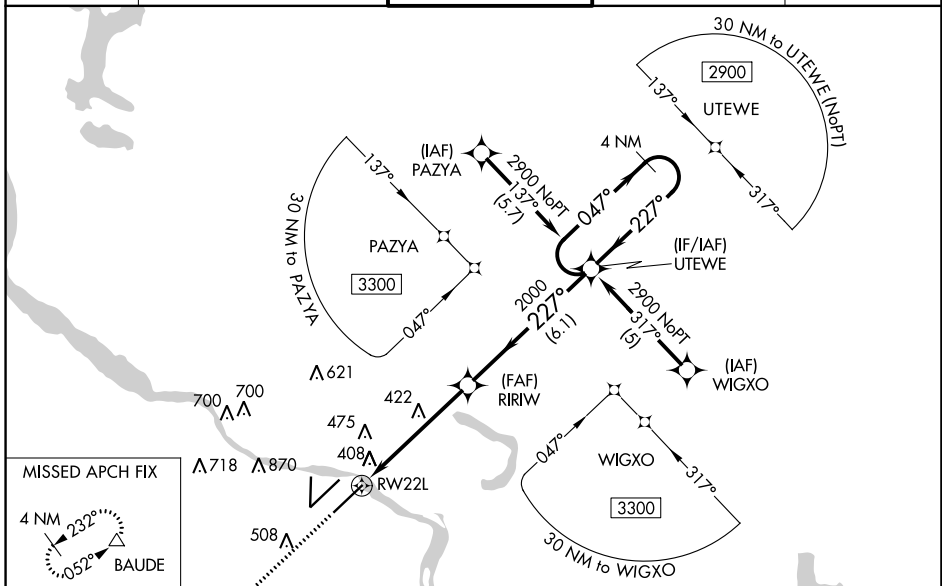 30 NM to UTEWE (NoPT)
2900
137°
UTEWE
317°
4 NM
(IAF)
PAZYA
2900 NoPT
137°
(5.7)
047°
227°
(IF/IAF)
UTEWE
137°
30 NM to PAZYA
PAZYA
3300
047°
2000
227°
(6.1)
2900 NoPT
317°
(5)
(IAF)
WIGXO
(FAF)
RIRIW
621
700
700
422
475
408
718
870
RW22L
508
047°
WIGXO
317°
3300
30 NM to WIGXO
MISSED APCH FIX
4 NM
232°
052°
BAUDE